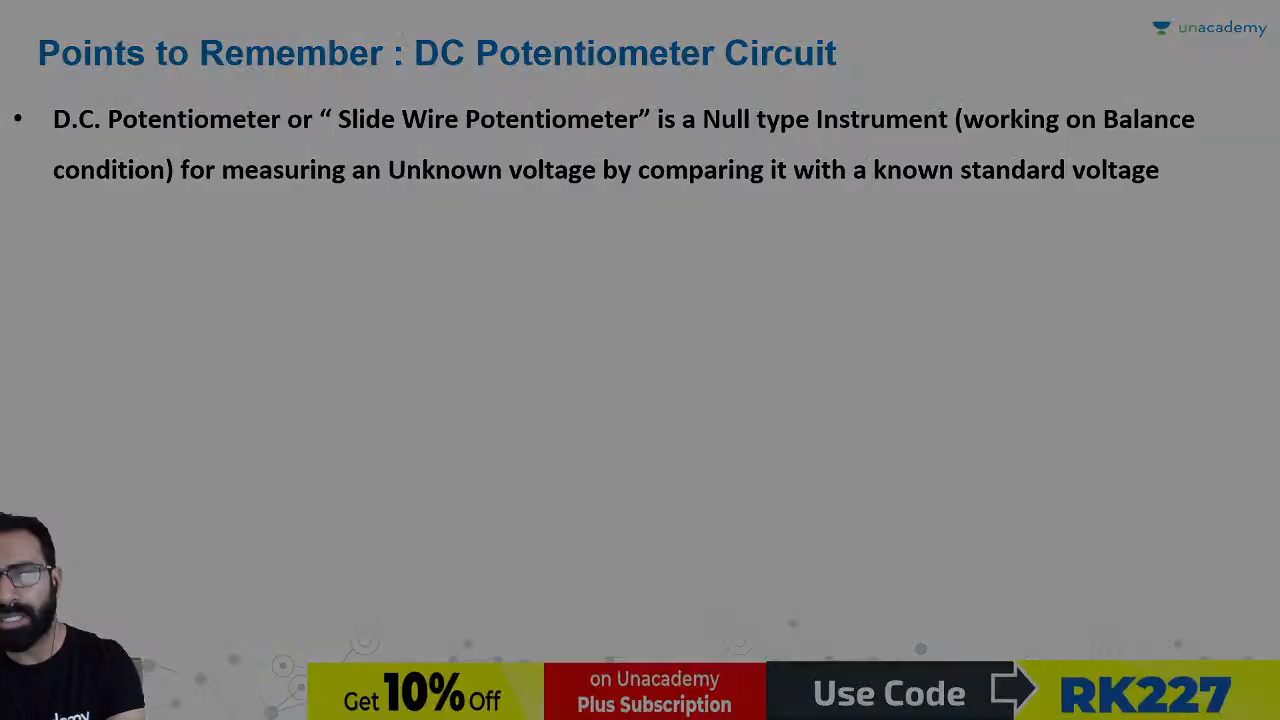 unacademy
Points to Remember : DC Potentiometer Circuit
• D.C. Potentiometer or “ Slide Wire Potentiometer” is a Null type Instrument (working on Balance
condition) for measuring an Unknown voltage by comparing it with a known standard voltage
Get 10% Off
on Unacademy
Plus Subscription
Use Code
RK227